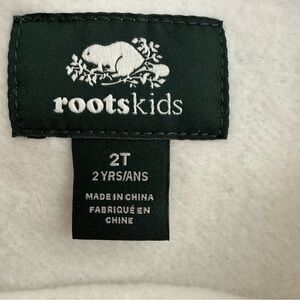 rootskids
2T
2 YRS/ANS
MADE IN CHINA
FABRIQUÉ EN
CHINE